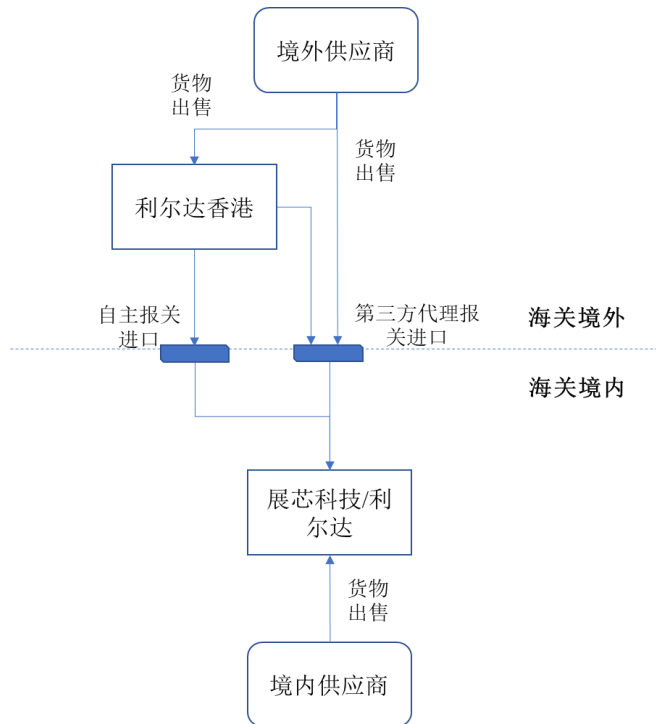 境外供应商
货物
出售
货物
出售
利尔达香港
自主报关
进口
第三方代理报
关进口
海关境外
海关境内
展芯科技/利
尔达
货物
出售
境内供应商